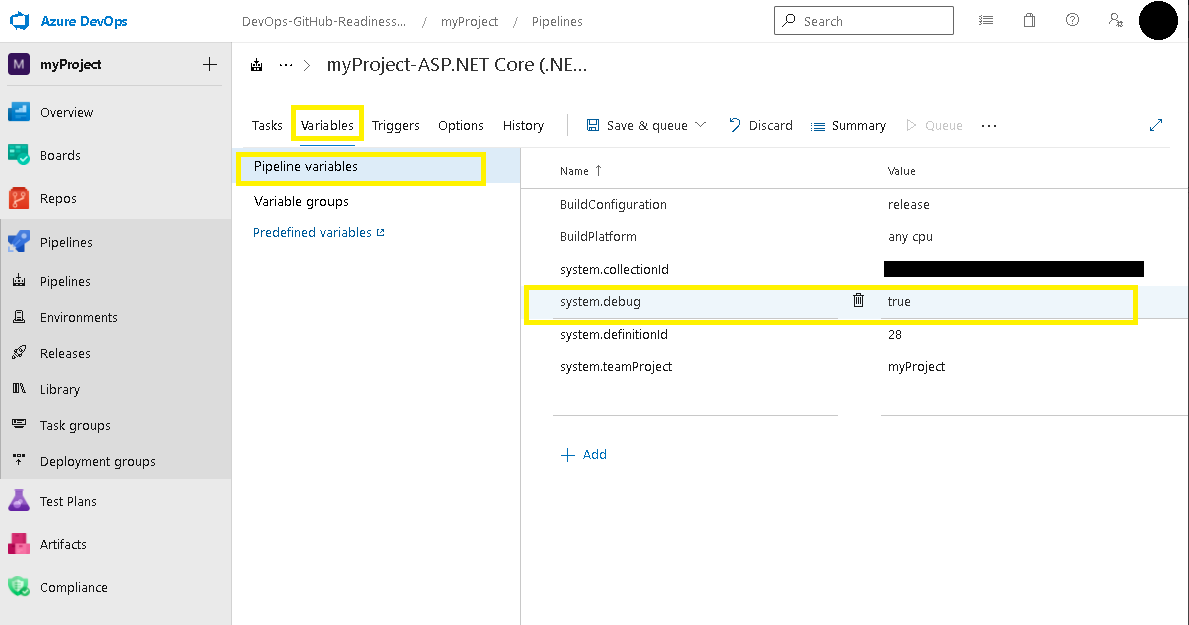 Azure DevOps
DevOps-GitHub-Readiness... / myProject / Pipelines
Search
M myProject
··· > myProject-ASP.NET Core (.NE...
Overview
Boards
Repos
Pipelines
Pipelines
Environments
Releases
Library
Task groups
Deployment groups
Test Plans
Artifacts
Compliance
Tasks Variables Triggers Options History Save & queue Discard Summary Queue ···
Pipeline variables
Variable groups
Predefined variables
Name ↑ Value
BuildConfiguration release
BuildPlatform any cpu
system.collectionId
system.debug true
system.definitionId 28
system.teamProject myProject
+ Add